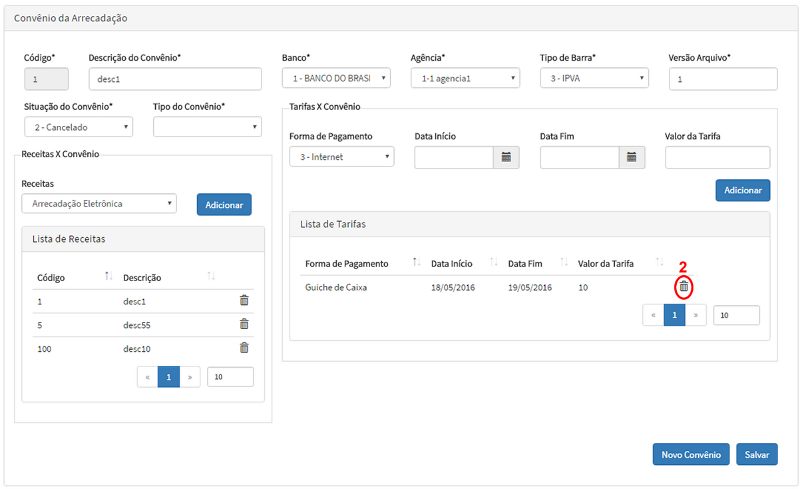 Convênio da Arrecadação
Código* Descrição do Convênio* Banco* Agência* Tipo de Barra* Versão Arquivo*
1 desc1 1 - BANCO DO BRASI 1-1 agencia1 3 - IPVA 1
Situação do Convênio* Tipo do Convênio*
2 - Cancelado
Tarifas X Convênio
Forma de Pagamento Data Início Data Fim Valor da Tarifa
3 - Internet
Adicionar
Lista de Tarifas
Forma de Pagamento Data Início Data Fim Valor da Tarifa
2
Guiche de Caixa 18/05/2016 19/05/2016 10
« 1 » 10
Receitas X Convênio
Receitas
Arrecadação Eletrônica Adicionar
Lista de Receitas
Código Descrição
1 desc1
5 desc55
100 desc10
« 1 » 10
Novo Convênio Salvar